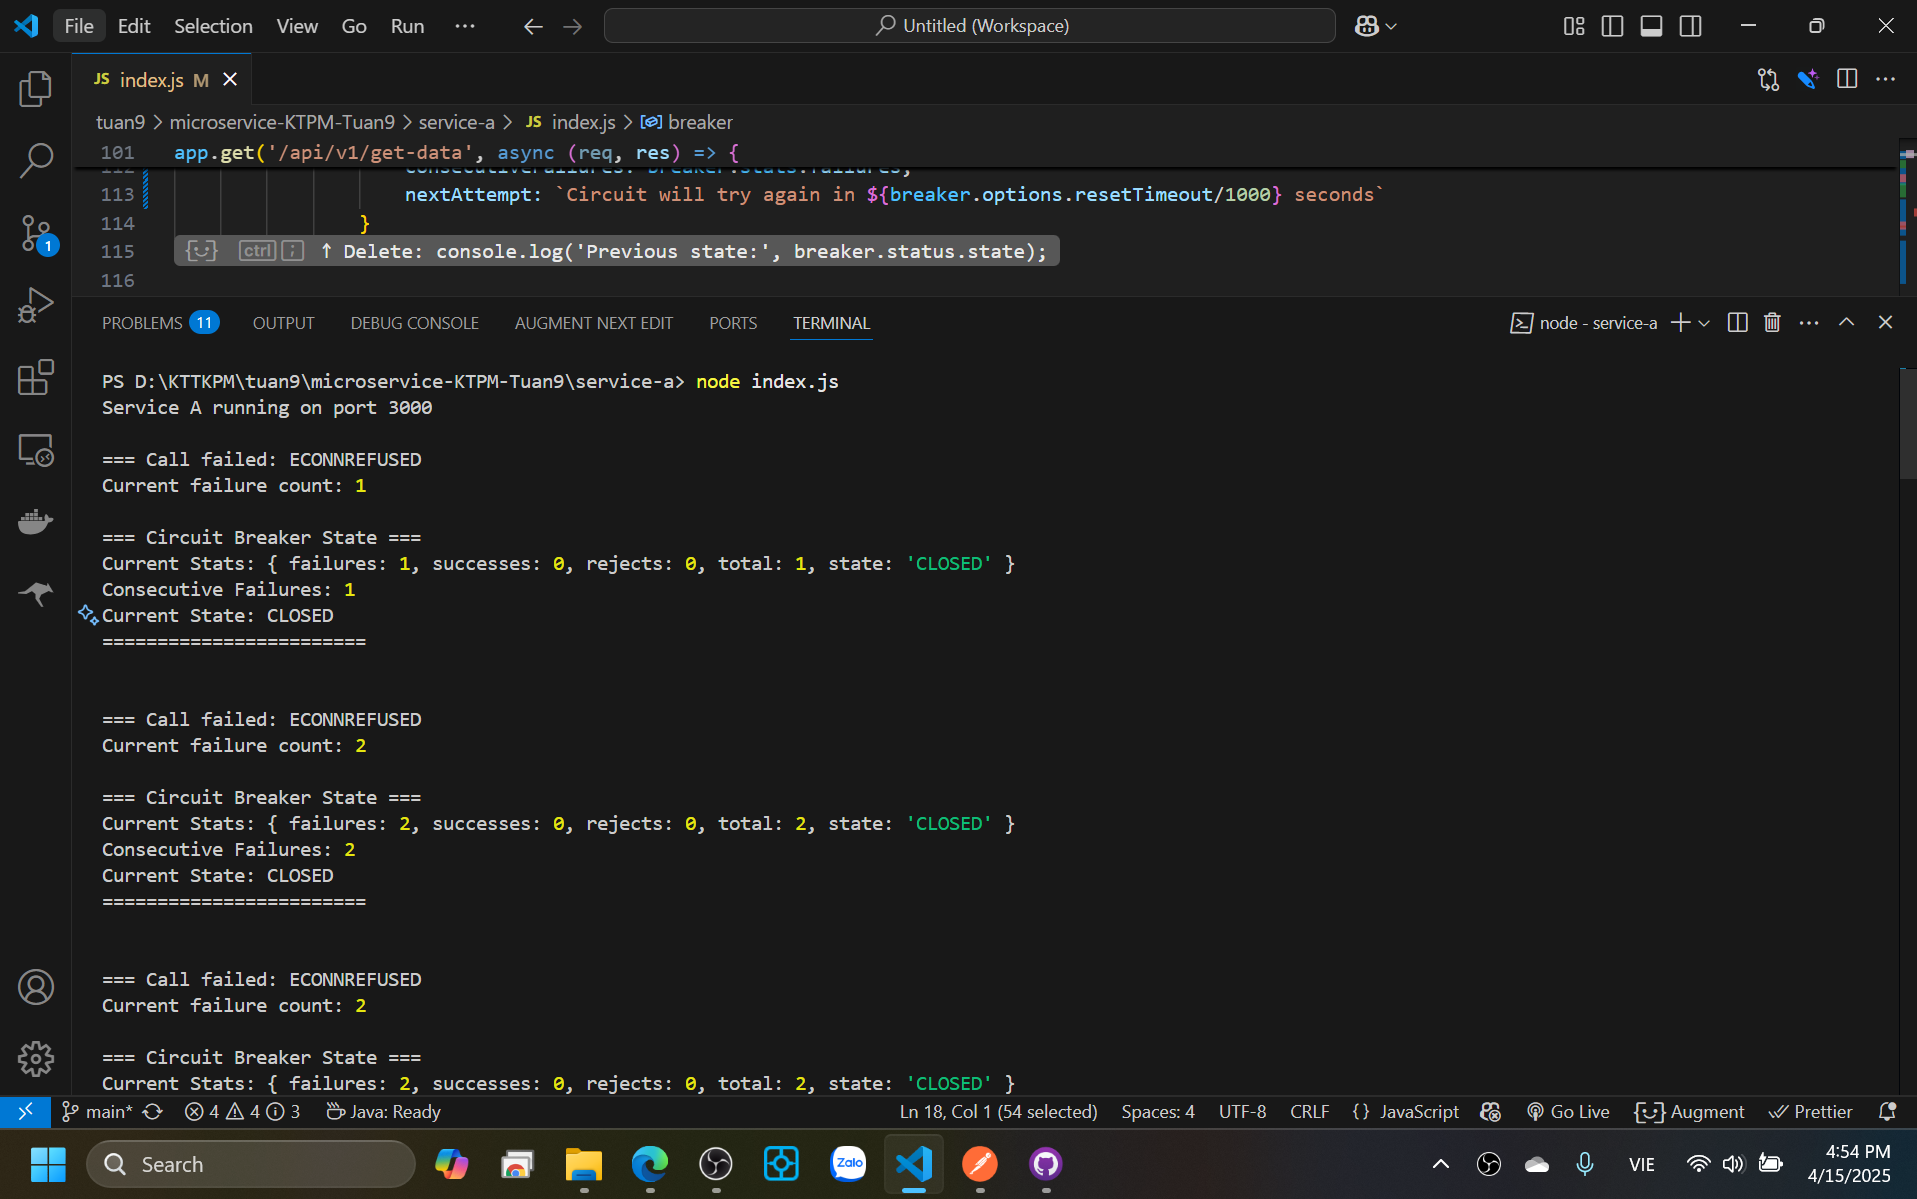 File Edit Selection View Go Run ··· Untitled (Workspace)
JS index.js M
tuan9 > microservice-KTPM-Tuan9 > service-a > JS index.js > breaker
101 app.get('/api/v1/get-data', async (req, res) => {
112 consecutiveFailures: breaker.stats.failures,
113 nextAttempt: `Circuit will try again in ${breaker.options.resetTimeout/1000} seconds`
114 }
115 ctrl ; ↑ Delete: console.log('Previous state:', breaker.status.state);
116
PROBLEMS 11 OUTPUT DEBUG CONSOLE AUGMENT NEXT EDIT PORTS TERMINAL node - service-a
PS D:\KTTKPM\tuan9\microservice-KTPM-Tuan9\service-a> node index.js
Service A running on port 3000
=== Call failed: ECONNREFUSED
Current failure count: 1
=== Circuit Breaker State ===
Current Stats: { failures: 1, successes: 0, rejects: 0, total: 1, state: 'CLOSED' }
Consecutive Failures: 1
Current State: CLOSED
========================
=== Call failed: ECONNREFUSED
Current failure count: 2
=== Circuit Breaker State ===
Current Stats: { failures: 2, successes: 0, rejects: 0, total: 2, state: 'CLOSED' }
Consecutive Failures: 2
Current State: CLOSED
========================
=== Call failed: ECONNREFUSED
Current failure count: 2
=== Circuit Breaker State ===
Current Stats: { failures: 2, successes: 0, rejects: 0, total: 2, state: 'CLOSED' }
1
main* 4 4 3 Java: Ready Ln 18, Col 1 (54 selected) Spaces: 4 UTF-8 CRLF {} JavaScript Go Live Augment Prettier
Search Zalo VIE 4:54 PM
4/15/2025